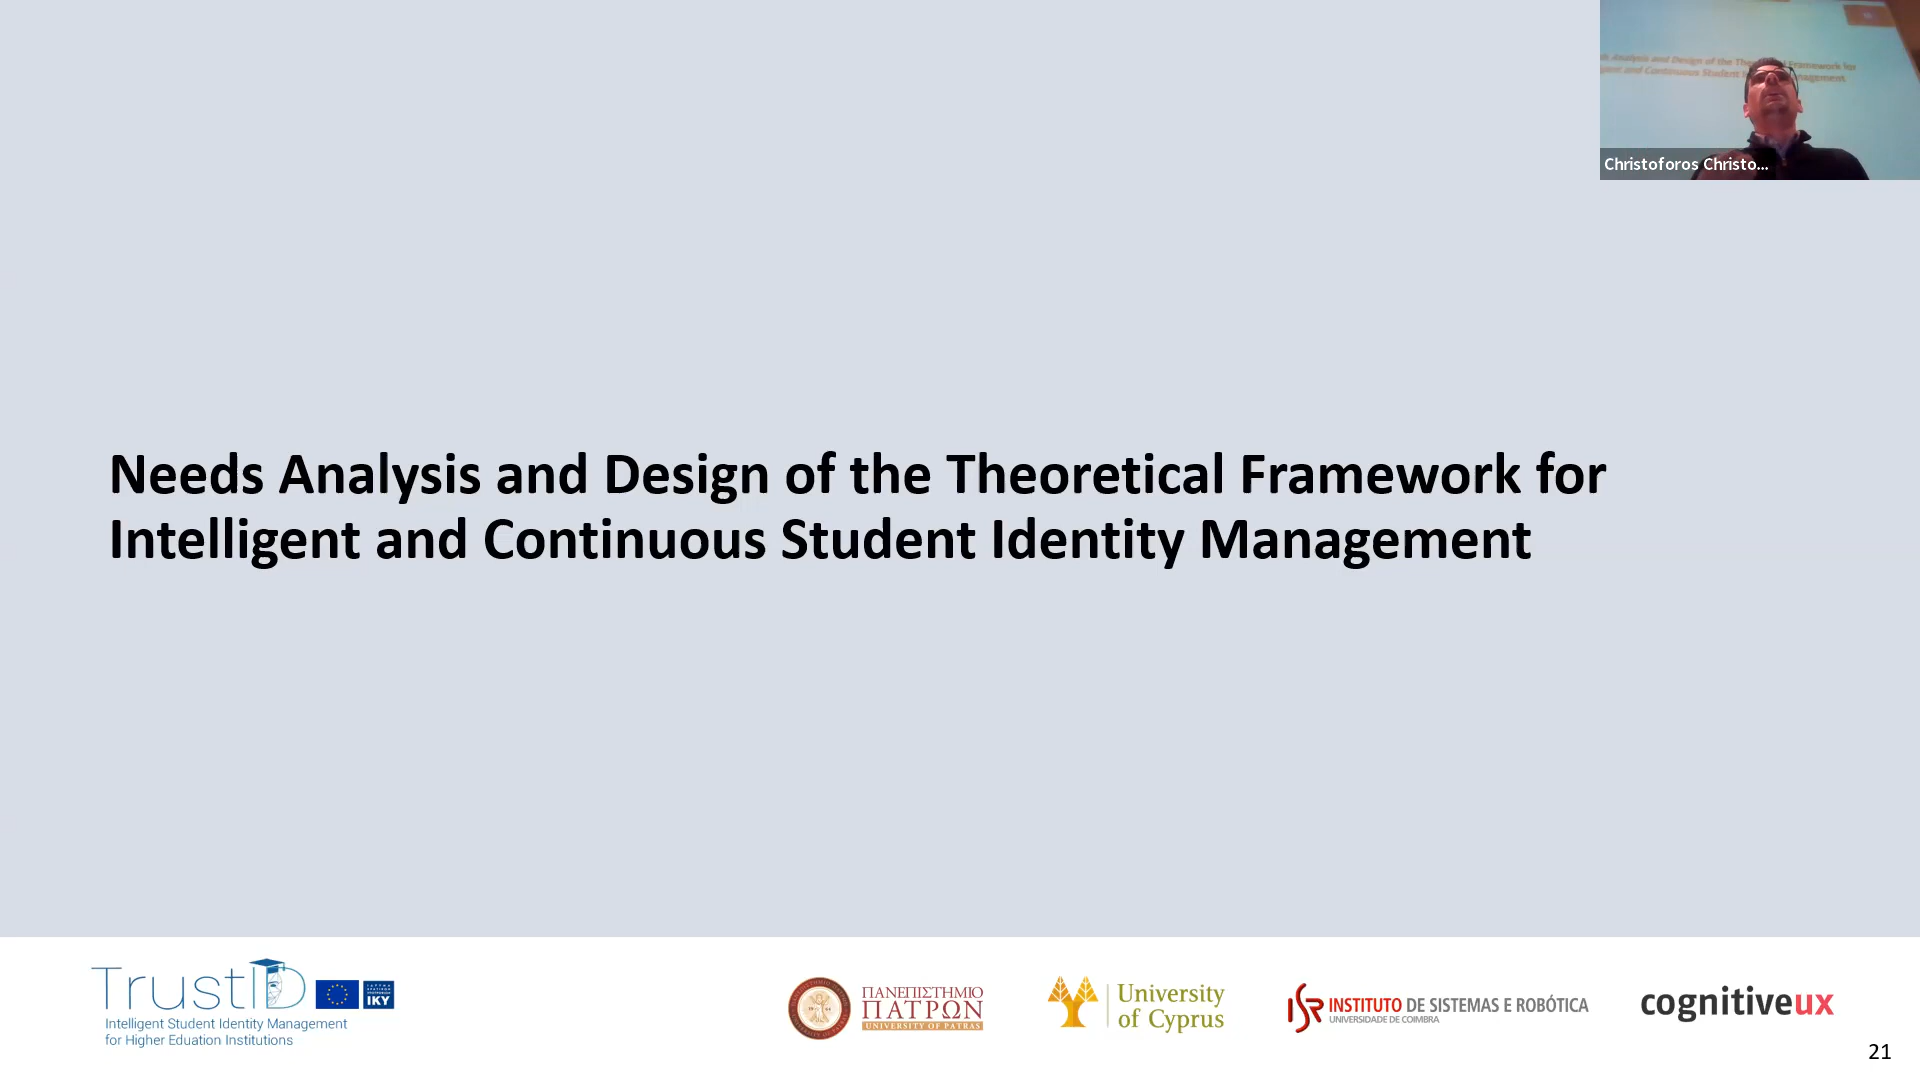 Christoforos Christo...
Needs Analysis and Design of the Theoretical Framework for
Intelligent and Continuous Student Identity Management
TrustID
IKY
Intelligent Student Identity Management
for Higher Eduation Institutions
ΠΑΝΕΠΙΣΤΗΜΙΟ
ΠΑΤΡΩΝ
UNIVERSITY OF PATRAS
University
of Cyprus
ISR INSTITUTO DE SISTEMAS E ROBÓTICA
UNIVERSIDADE DE COIMBRA
cognitiveux
21